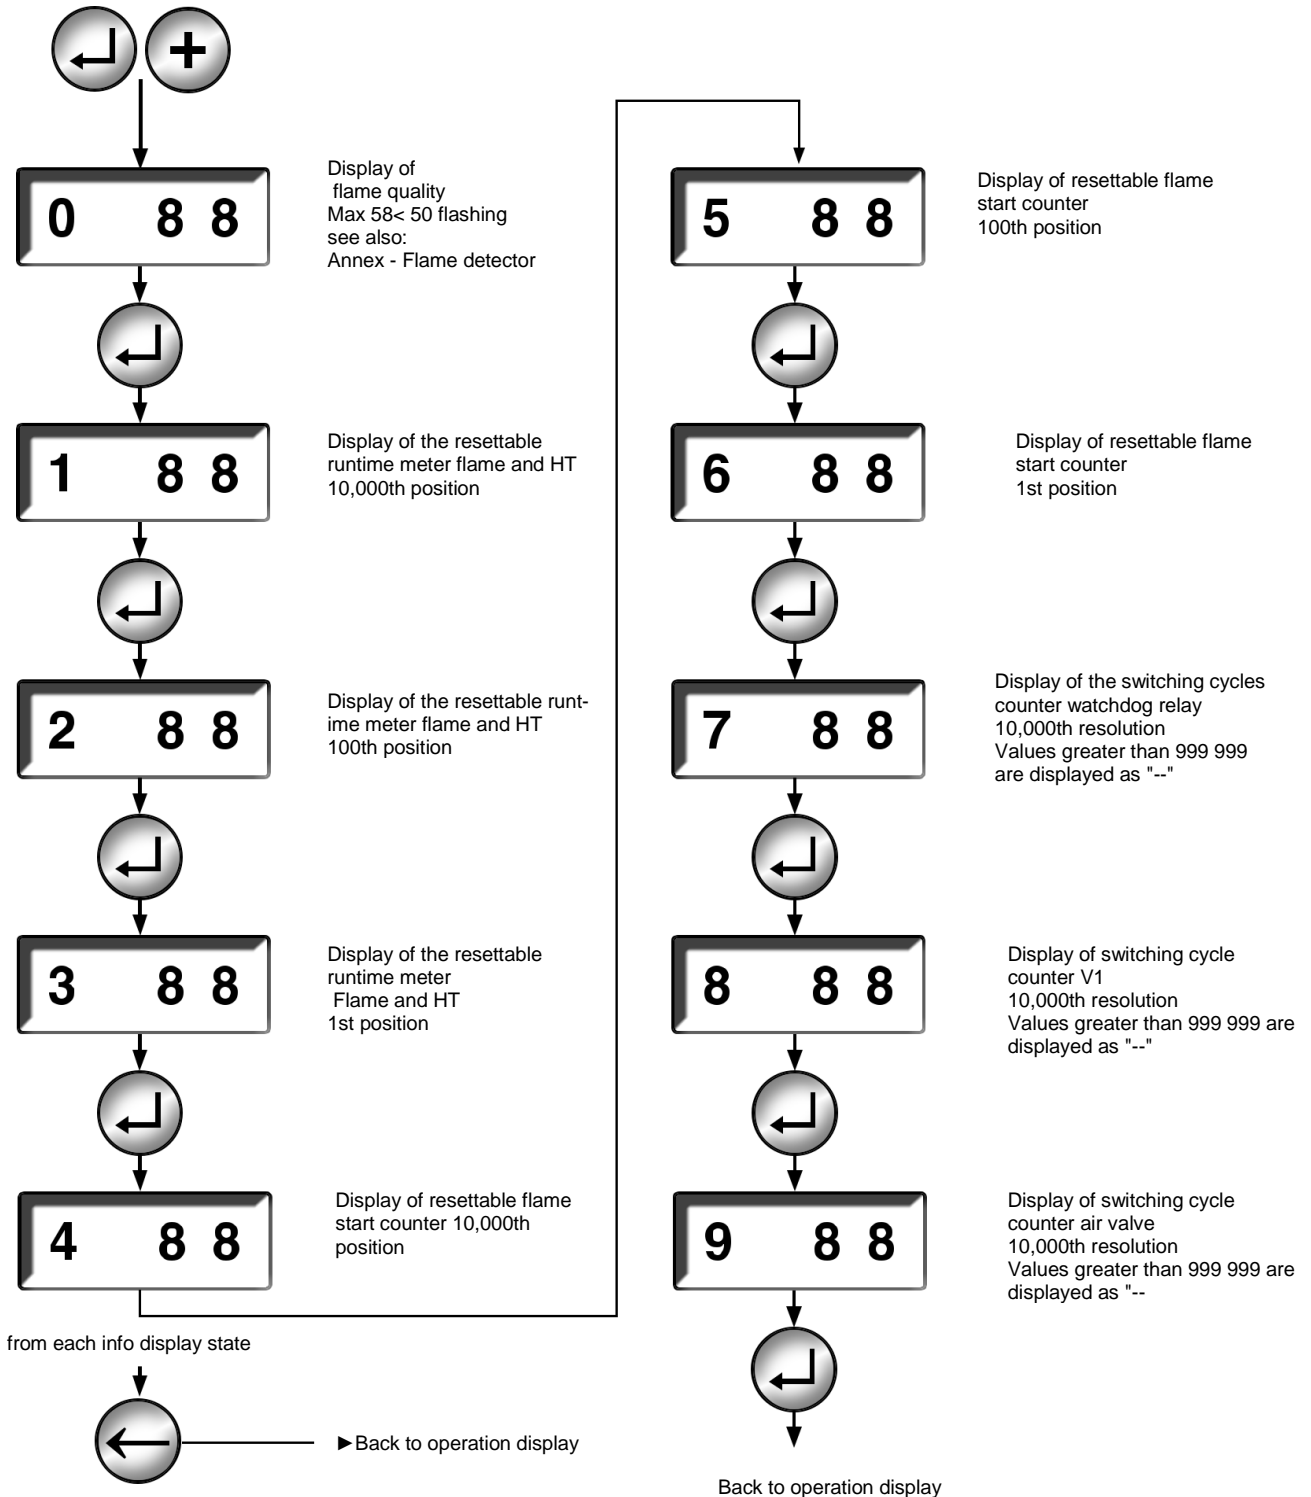 +
0 8 8
Display of
flame quality
Max 58< 50 flashing
see also:
Annex - Flame detector
1 8 8
Display of the resettable
runtime meter flame and HT
10,000th position
2 8 8
Display of the resettable runt-
ime meter flame and HT
100th position
3 8 8
Display of the resettable
runtime meter
Flame and HT
1st position
4 8 8
Display of resettable flame
start counter 10,000th
position
from each info display state
►Back to operation display
5 8 8
Display of resettable flame
start counter
100th position
6 8 8
Display of resettable flame
start counter
1st position
7 8 8
Display of the switching cycles
counter watchdog relay
10,000th resolution
Values greater than 999 999
are displayed as "--"
8 8 8
Display of switching cycle
counter V1
10,000th resolution
Values greater than 999 999 are
displayed as "--"
9 8 8
Display of switching cycle
counter air valve
10,000th resolution
Values greater than 999 999 are
displayed as "--
Back to operation display